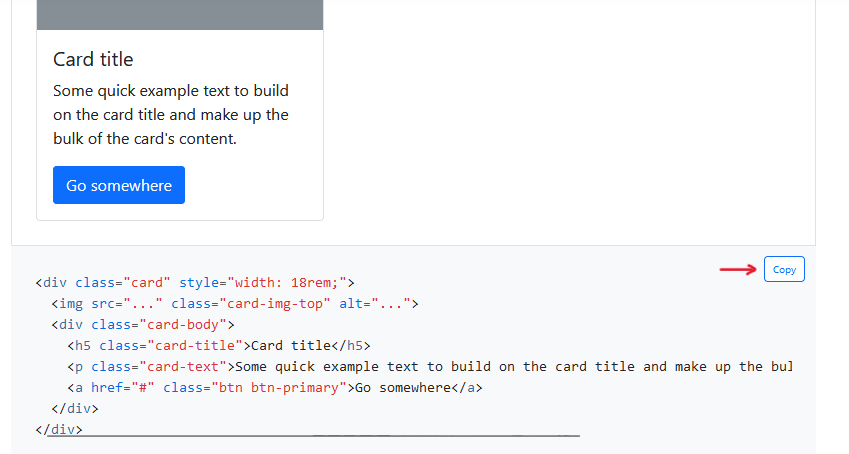 Card title
Some quick example text to build
on the card title and make up the
bulk of the card's content.
Go somewhere
Copy
<div class="card" style="width: 18rem;">
  <img src="..." class="card-img-top" alt="...">
  <div class="card-body">
    <h5 class="card-title">Card title</h5>
    <p class="card-text">Some quick example text to build on the card title and make up the bul
    <a href="#" class="btn btn-primary">Go somewhere</a>
  </div>
</div>